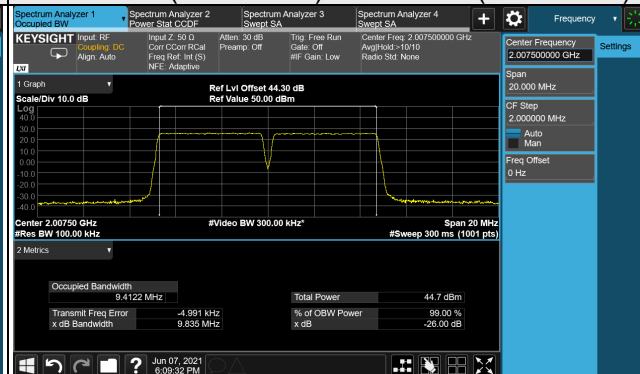 Spectrum Analyzer 1
Occupied BW
Spectrum Analyzer 2
Power Stat CCDF
Spectrum Analyzer 3
Swept SA
Spectrum Analyzer 4
Swept SA
+
Frequency
KEYSIGHT
Input: RF
Coupling: DC
Align: Auto
Input Z: 50 Ω
Corr CCorr RCal
Freq Ref: Int (S)
NFE: Adaptive
Atten: 30 dB
Preamp: Off
Trig: Free Run
Gate: Off
#IF Gain: Low
Center Freq: 2.007500000 GHz
Avg|Hold:>10/10
Radio Std: None
LXI
Center Frequency
2.007500000 GHz
Settings
Span
20.000 MHz
CF Step
2.000000 MHz
Auto
Man
Freq Offset
0 Hz
1 Graph
Scale/Div 10.0 dB
Ref Lvl Offset 44.30 dB
Ref Value 50.00 dBm
Log
40.0
30.0
20.0
10.0
0.00
-10.0
-20.0
-30.0
-40.0
Center 2.00750 GHz
#Res BW 100.00 kHz
#Video BW 300.00 kHz*
Span 20 MHz
#Sweep 300 ms (1001 pts)
2 Metrics
Occupied Bandwidth
9.4122 MHz
Total Power 44.7 dBm
Transmit Freq Error -4.991 kHz
% of OBW Power 99.00 %
x dB Bandwidth 9.835 MHz
x dB -26.00 dB
?
Jun 07, 2021
6:09:32 PM